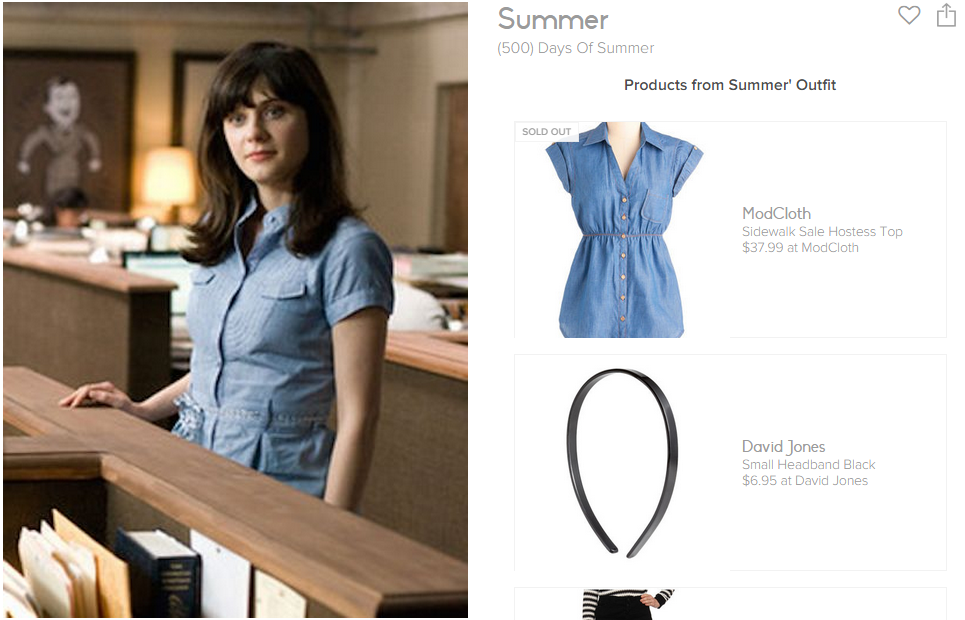 Summer
(500) Days Of Summer
Products from Summer' Outfit
SOLD OUT
ModCloth
Sidewalk Sale Hostess Top
$37.99 at ModCloth
David Jones
Small Headband Black
$6.95 at David Jones